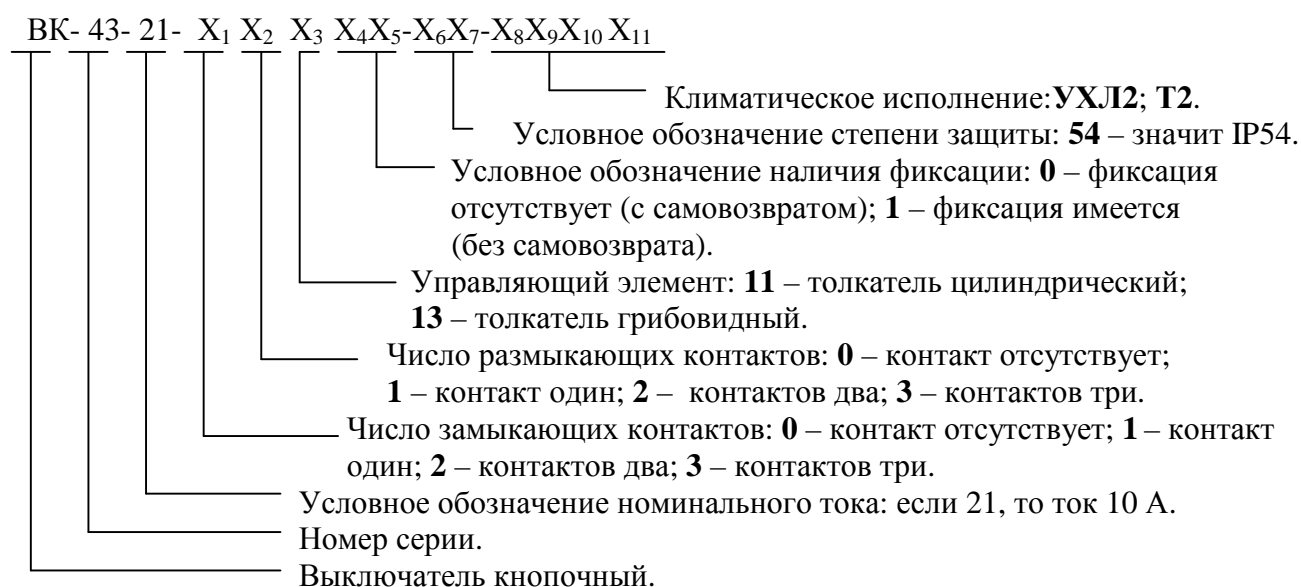 ВК- 43- 21- X₁ X₂ X₃ X₄X₅-X₆X₇-X₈X₉X₁₀ X₁₁
Климатическое исполнение:УХЛ2; Т2.
Условное обозначение степени защиты: 54 – значит IP54.
Условное обозначение наличия фиксации: 0 – фиксация
отсутствует (с самовозвратом); 1 – фиксация имеется
(без самовозврата).
Управляющий элемент: 11 – толкатель цилиндрический;
13 – толкатель грибовидный.
Число размыкающих контактов: 0 – контакт отсутствует;
1 – контакт один; 2 – контактов два; 3 – контактов три.
Число замыкающих контактов: 0 – контакт отсутствует; 1 – контакт
один; 2 – контактов два; 3 – контактов три.
Условное обозначение номинального тока: если 21, то ток 10 А.
Номер серии.
Выключатель кнопочный.